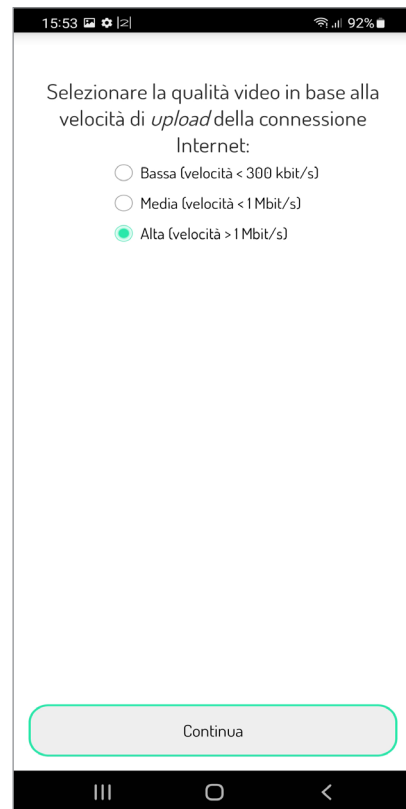 15:53 |2| 92%
Selezionare la qualità video in base alla
velocità di upload della connessione
Internet:
Bassa (velocità < 300 kbit/s)
Media (velocità < 1 Mbit/s)
Alta (velocità > 1 Mbit/s)
Continua